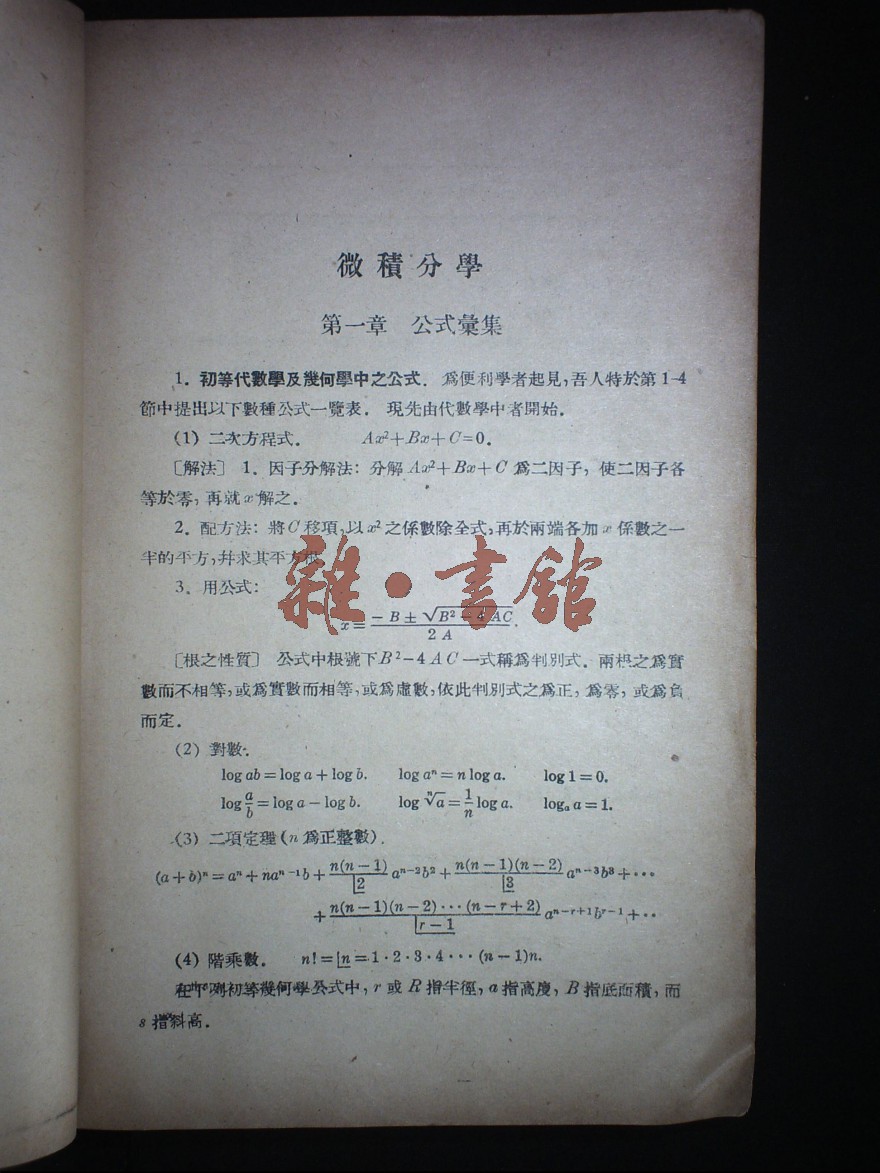 微積分學
第一章 公式彙集
1. 初等代數學及幾何學中之公式. 爲便利學者起見,吾人特於第1-4
節中提出以下數種公式一覽表. 現先由代數學中者開始.
(1) 二次方程式. Ax²+Bx+C=0.
〔解法〕 1. 因子分解法: 分解 Ax²+Bx+C 爲二因子, 使二因子各
等於零, 再就 x 解之.
2. 配方法: 將 C 移項,以 x² 之係數除全式,再於兩端各加 x 係數之一
半的平方,幷求其平方根.
3. 用公式:
雜·書館
x = (−B ± √(B²−4AC)) / 2A.
〔根之性質〕 公式中根號下 B²−4AC 一式稱爲判別式. 兩根之爲實
數而不相等,或爲實數而相等,或爲虛數,依此判別式之爲正, 爲零, 或爲負
而定.
(2) 對數.
log ab = log a + log b. log aⁿ = n log a. log 1 = 0.
log a/b = log a − log b. log ⁿ√a = 1/n log a. logₐ a = 1.
(3) 二項定理 (n 爲正整數).
(a+b)ⁿ = aⁿ + naⁿ⁻¹b + n(n−1)/|2 aⁿ⁻²b² + n(n−1)(n−2)/|3 aⁿ⁻³b³ + ···
+ n(n−1)(n−2)···(n−r+2)/|r−1 aⁿ⁻ʳ⁺¹bʳ⁻¹ + ··
(4) 階乘數. n! = |n = 1·2·3·4···(n−1)n.
在下列初等幾何學公式中, r 或 R 指半徑, a 指高度, B 指底面積, 而
s 指斜高.